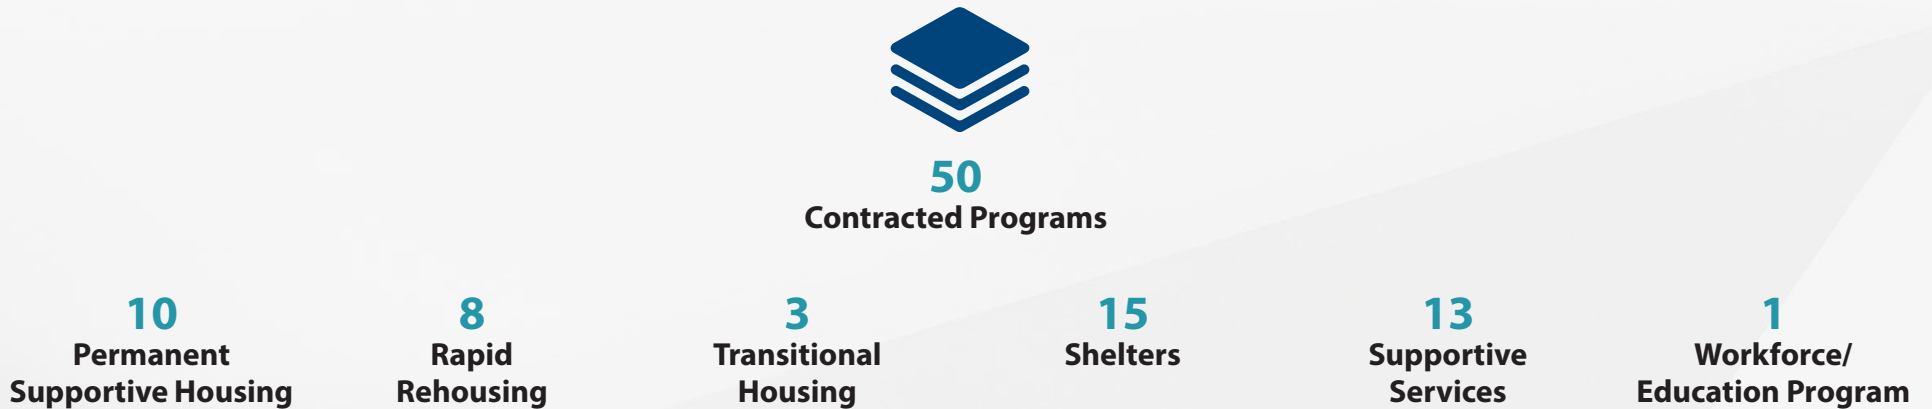 50
Contracted Programs
10
Permanent
Supportive Housing
8
Rapid
Rehousing
3
Transitional
Housing
15
Shelters
13
Supportive
Services
1
Workforce/
Education Program